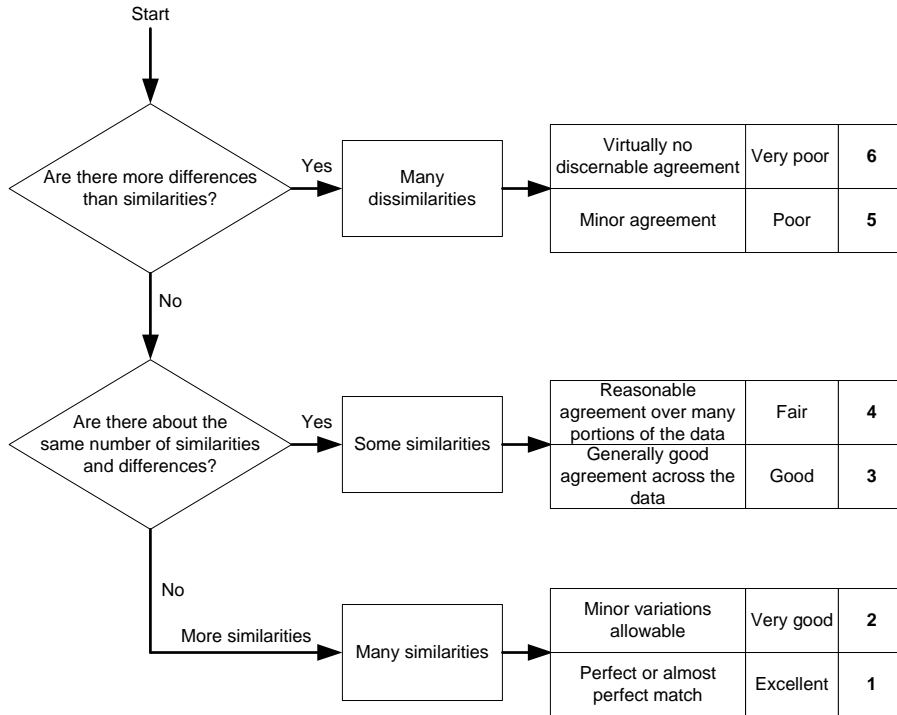 Start
Are there more differences
than similarities?
Yes
Many
dissimilarities
Virtually no
discernable agreement
Very poor
6
Minor agreement
Poor
5
No
Are there about the
same number of similarities
and differences?
Yes
Some similarities
Reasonable
agreement over many
portions of the data
Fair
4
Generally good
agreement across the
data
Good
3
No
More similarities
Many similarities
Minor variations
allowable
Very good
2
Perfect or almost
perfect match
Excellent
1